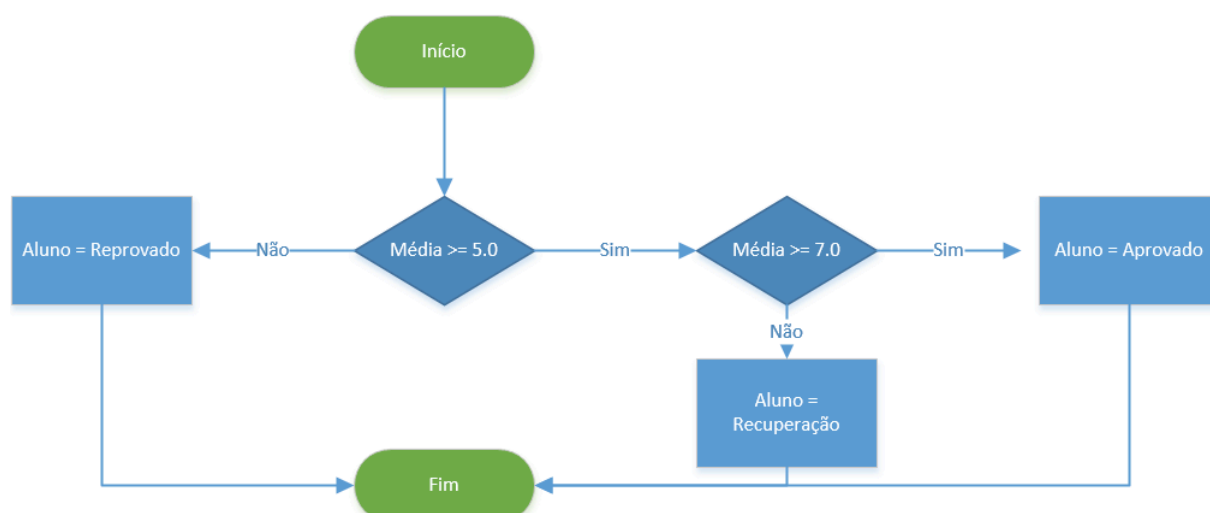 Início
Aluno = Reprovado
Não
Média >= 5.0
Sim
Média >= 7.0
Sim
Aluno = Aprovado
Não
Aluno =
Recuperação
Fim